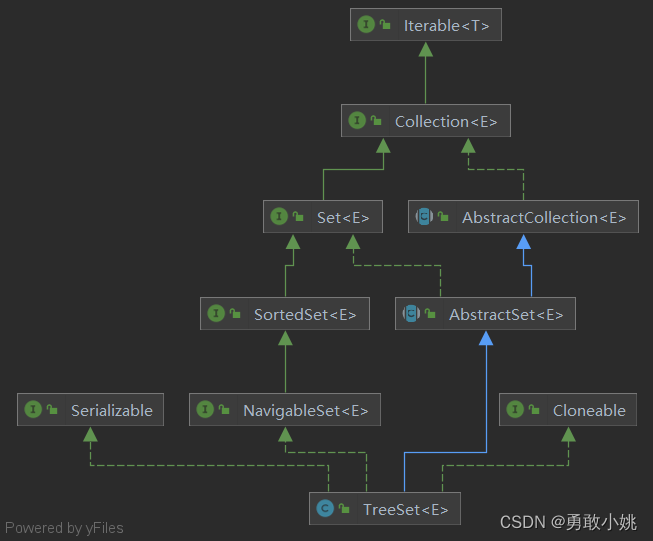 Iterable<T>
Collection<E>
Set<E>
AbstractCollection<E>
SortedSet<E>
AbstractSet<E>
Serializable
NavigableSet<E>
Cloneable
TreeSet<E>
Powered by yFiles
CSDN @勇敢小姚